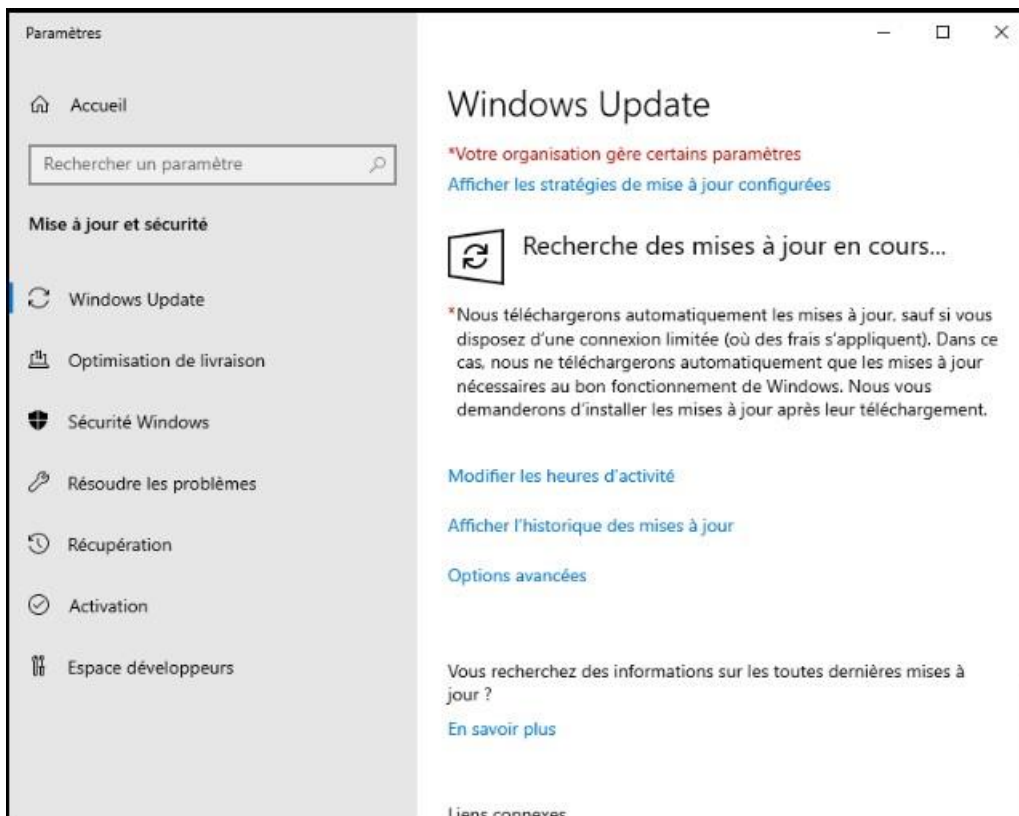 Paramètres
Accueil
Rechercher un paramètre
Mise à jour et sécurité
Windows Update
Optimisation de livraison
Sécurité Windows
Résoudre les problèmes
Récupération
Activation
Espace développeurs
Windows Update
*Votre organisation gère certains paramètres
Afficher les stratégies de mise à jour configurées
Recherche des mises à jour en cours...
*Nous téléchargerons automatiquement les mises à jour, sauf si vous
disposez d'une connexion limitée (où des frais s'appliquent). Dans ce
cas, nous ne téléchargerons automatiquement que les mises à jour
nécessaires au bon fonctionnement de Windows. Nous vous
demanderons d'installer les mises à jour après leur téléchargement.
Modifier les heures d'activité
Afficher l'historique des mises à jour
Options avancées
Vous recherchez des informations sur les toutes dernières mises à
jour ?
En savoir plus
Liens connexes